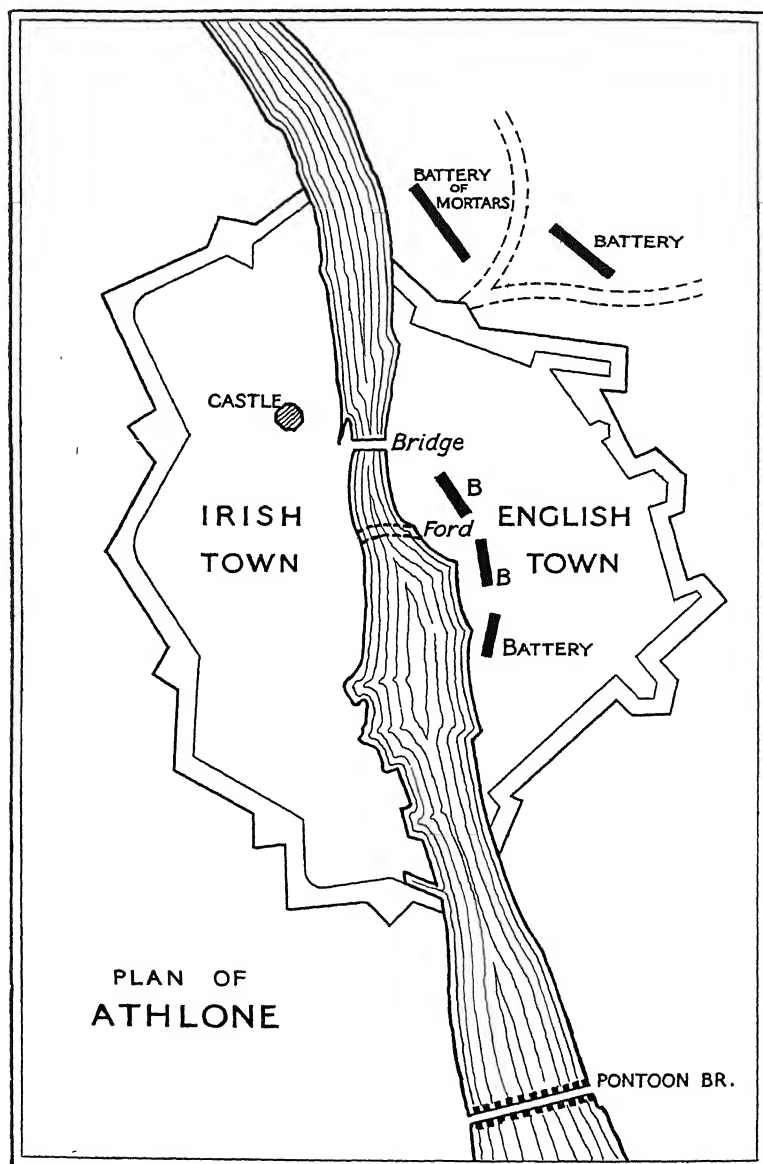 BATTERY
OF
MORTARS
BATTERY
CASTLE
Bridge
B
IRISH
TOWN
Ford
ENGLISH
TOWN
B
BATTERY
PLAN OF
ATHLONE
PONTOON BR.